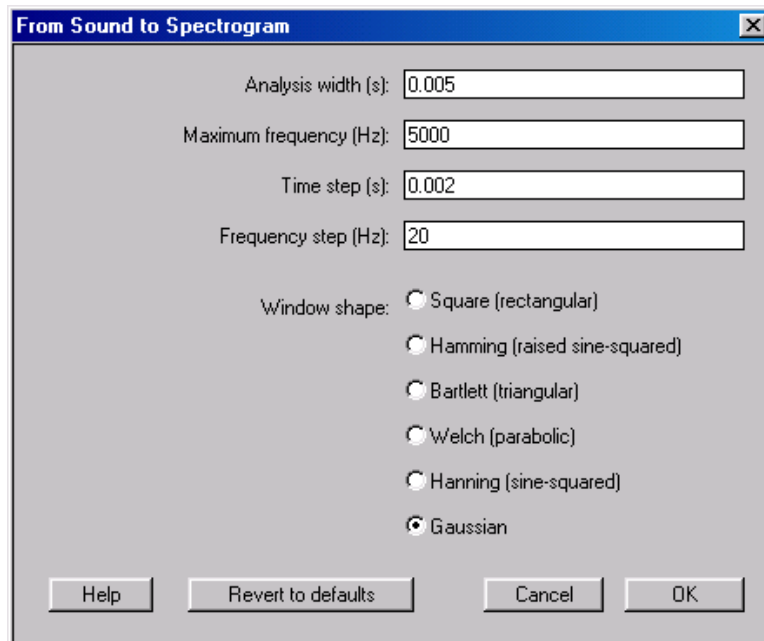 From Sound to Spectrogram
Analysis width (s): 0.005
Maximum frequency (Hz): 5000
Time step (s): 0.002
Frequency step (Hz): 20
Window shape: Square (rectangular)
Hamming (raised sine-squared)
Bartlett (triangular)
Welch (parabolic)
Hanning (sine-squared)
Gaussian
Help Revert to defaults Cancel OK